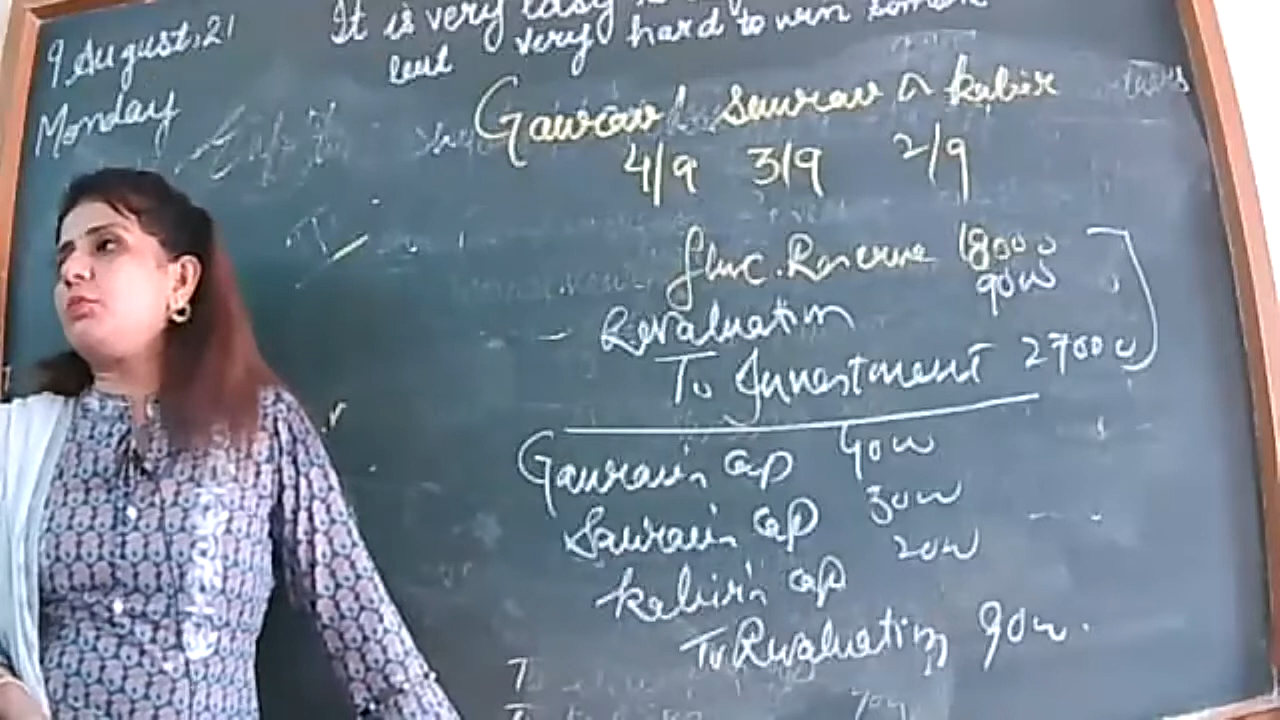 9 August, 21
Monday
It is very easy
but very hard to win
Gaurav Saurav & Kabir
4/9 3/9 2/9
fluc. Reserve 18000
Revaluation 9000
To Investment 27000
Gaurav's cap 4000
Saurav's cap 3000
Kabir's cap 2000
To Revaluation 9000